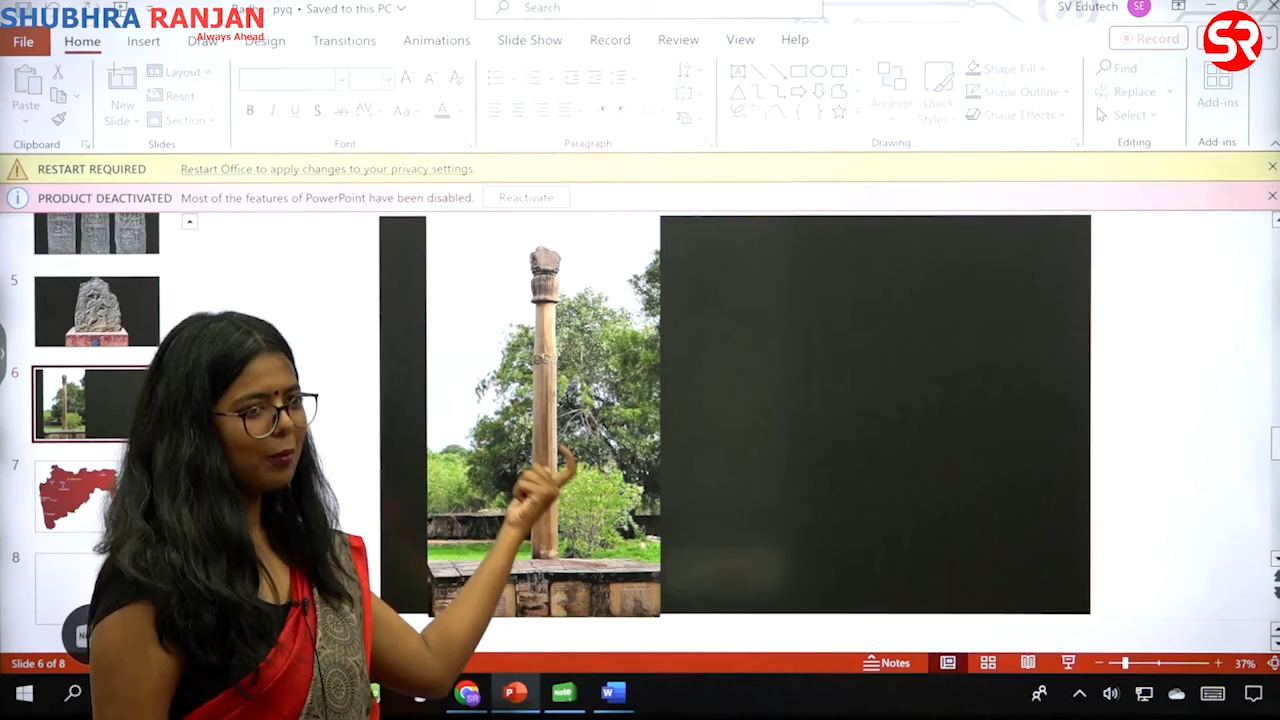 SHUBHRA RANJAN
Always Ahead
pyq • Saved to this PC
Search
SV Edutech
SE
File
Home
Insert
Draw
Design
Transitions
Animations
Slide Show
Record
Review
View
Help
Record
SR
Paste
New
Slide
Layout
Reset
Section
B I U S ab AV Aa A
Shape Fill
Shape Outline
Shape Effects
Arrange
Quick
Styles
Find
Replace
Select
Add-ins
Clipboard
Slides
Font
Paragraph
Drawing
Editing
Add-ins
RESTART REQUIRED
Restart Office to apply changes to your privacy settings.
PRODUCT DEACTIVATED
Most of the features of PowerPoint have been disabled.
Reactivate
5
6
7
8
Slide 6 of 8
Notes
37%